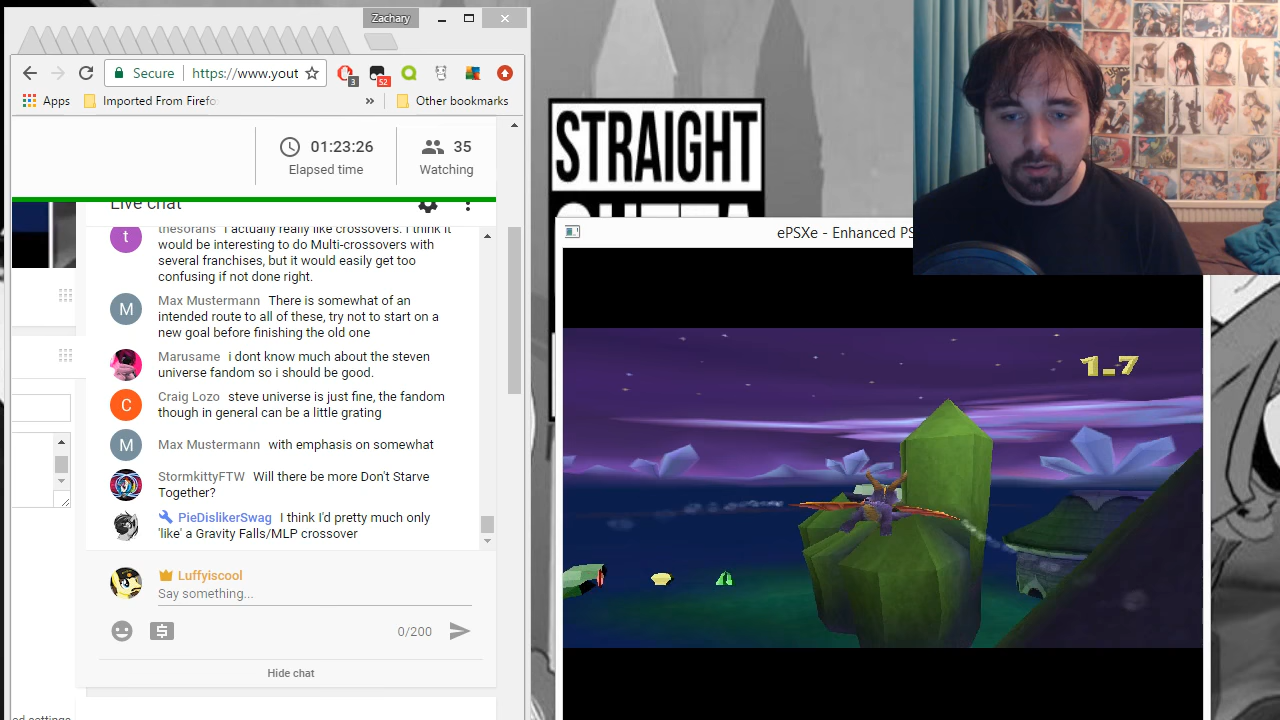 Zachary
Secure https://www.yout
3
52
Apps Imported From Firefo » Other bookmarks
01:23:26 35
Elapsed time Watching
Live chat
t thesorans I actually really like crossovers. I think it
would be interesting to do Multi-crossovers with
several franchises, but it would easily get too
confusing if not done right.
M Max Mustermann There is somewhat of an
intended route to all of these, try not to start on a
new goal before finishing the old one
Marusame i dont know much about the steven
universe fandom so i should be good.
C Craig Lozo steve universe is just fine, the fandom
though in general can be a little grating
M Max Mustermann with emphasis on somewhat
StormkittyFTW Will there be more Don't Starve
Together?
PieDislikerSwag I think I'd pretty much only
'like' a Gravity Falls/MLP crossover
Luffyiscool
Say something...
0/200
Hide chat
ed settings
STRAIGHT
OUTTA
ePSXe - Enhanced PS
1_7